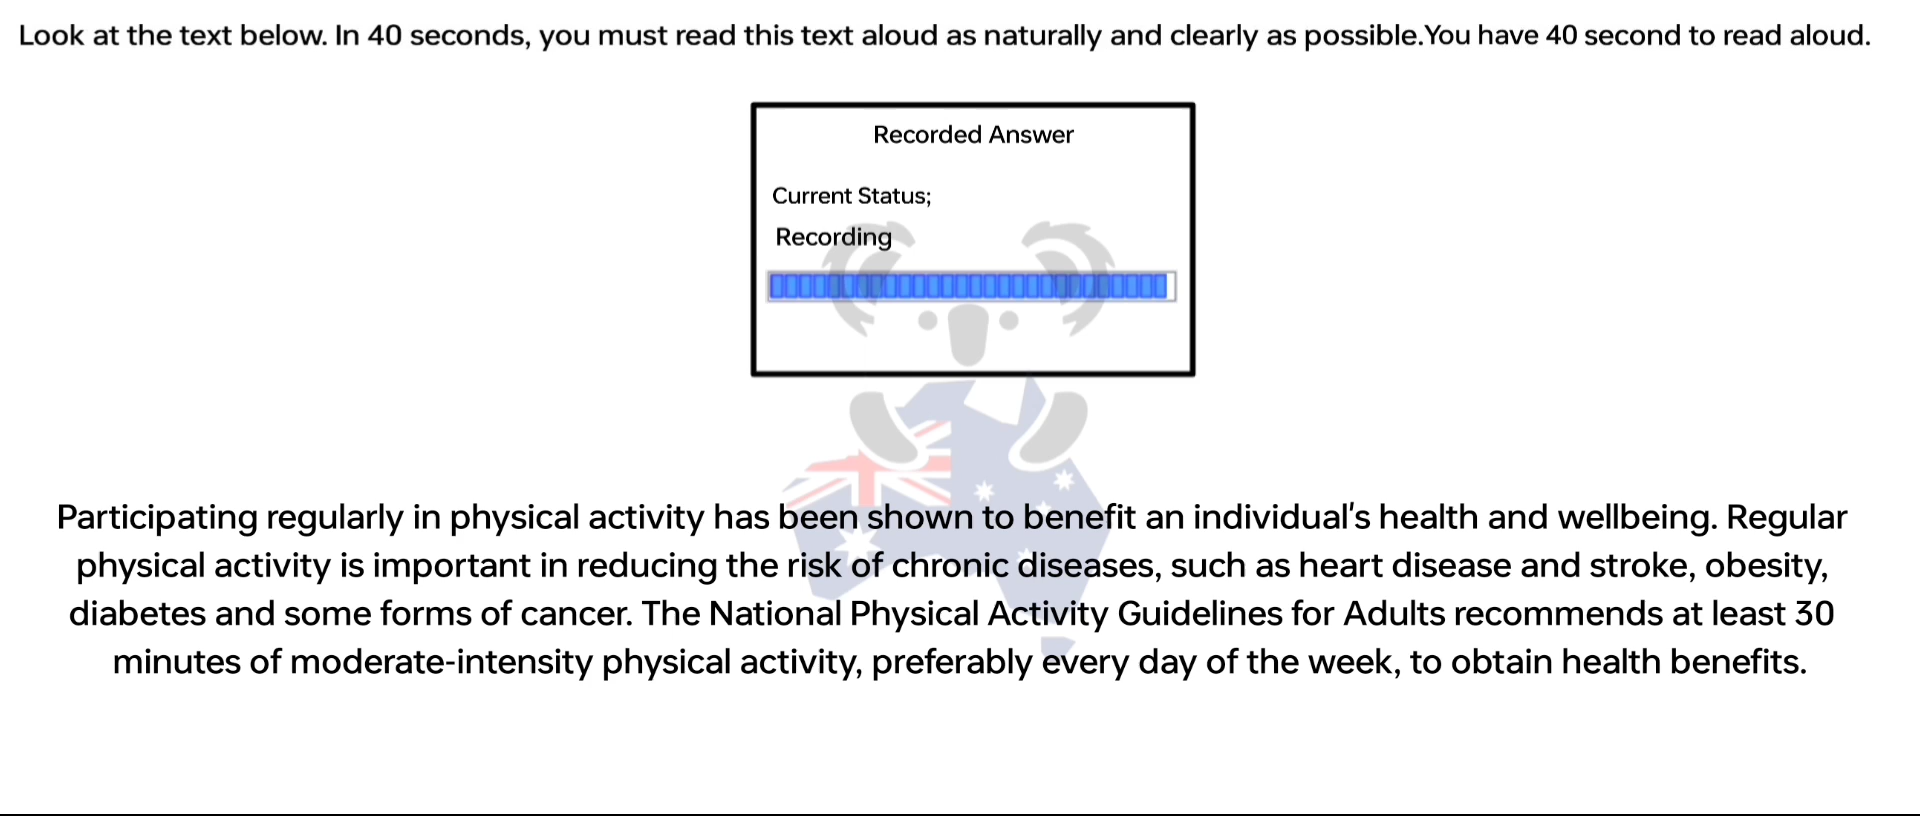 Look at the text below. In 40 seconds, you must read this text aloud as naturally and clearly as possible.You have 40 second to read aloud.
Recorded Answer
Current Status;
Recording
Participating regularly in physical activity has been shown to benefit an individual's health and wellbeing. Regular
physical activity is important in reducing the risk of chronic diseases, such as heart disease and stroke, obesity,
diabetes and some forms of cancer. The National Physical Activity Guidelines for Adults recommends at least 30
minutes of moderate-intensity physical activity, preferably every day of the week, to obtain health benefits.